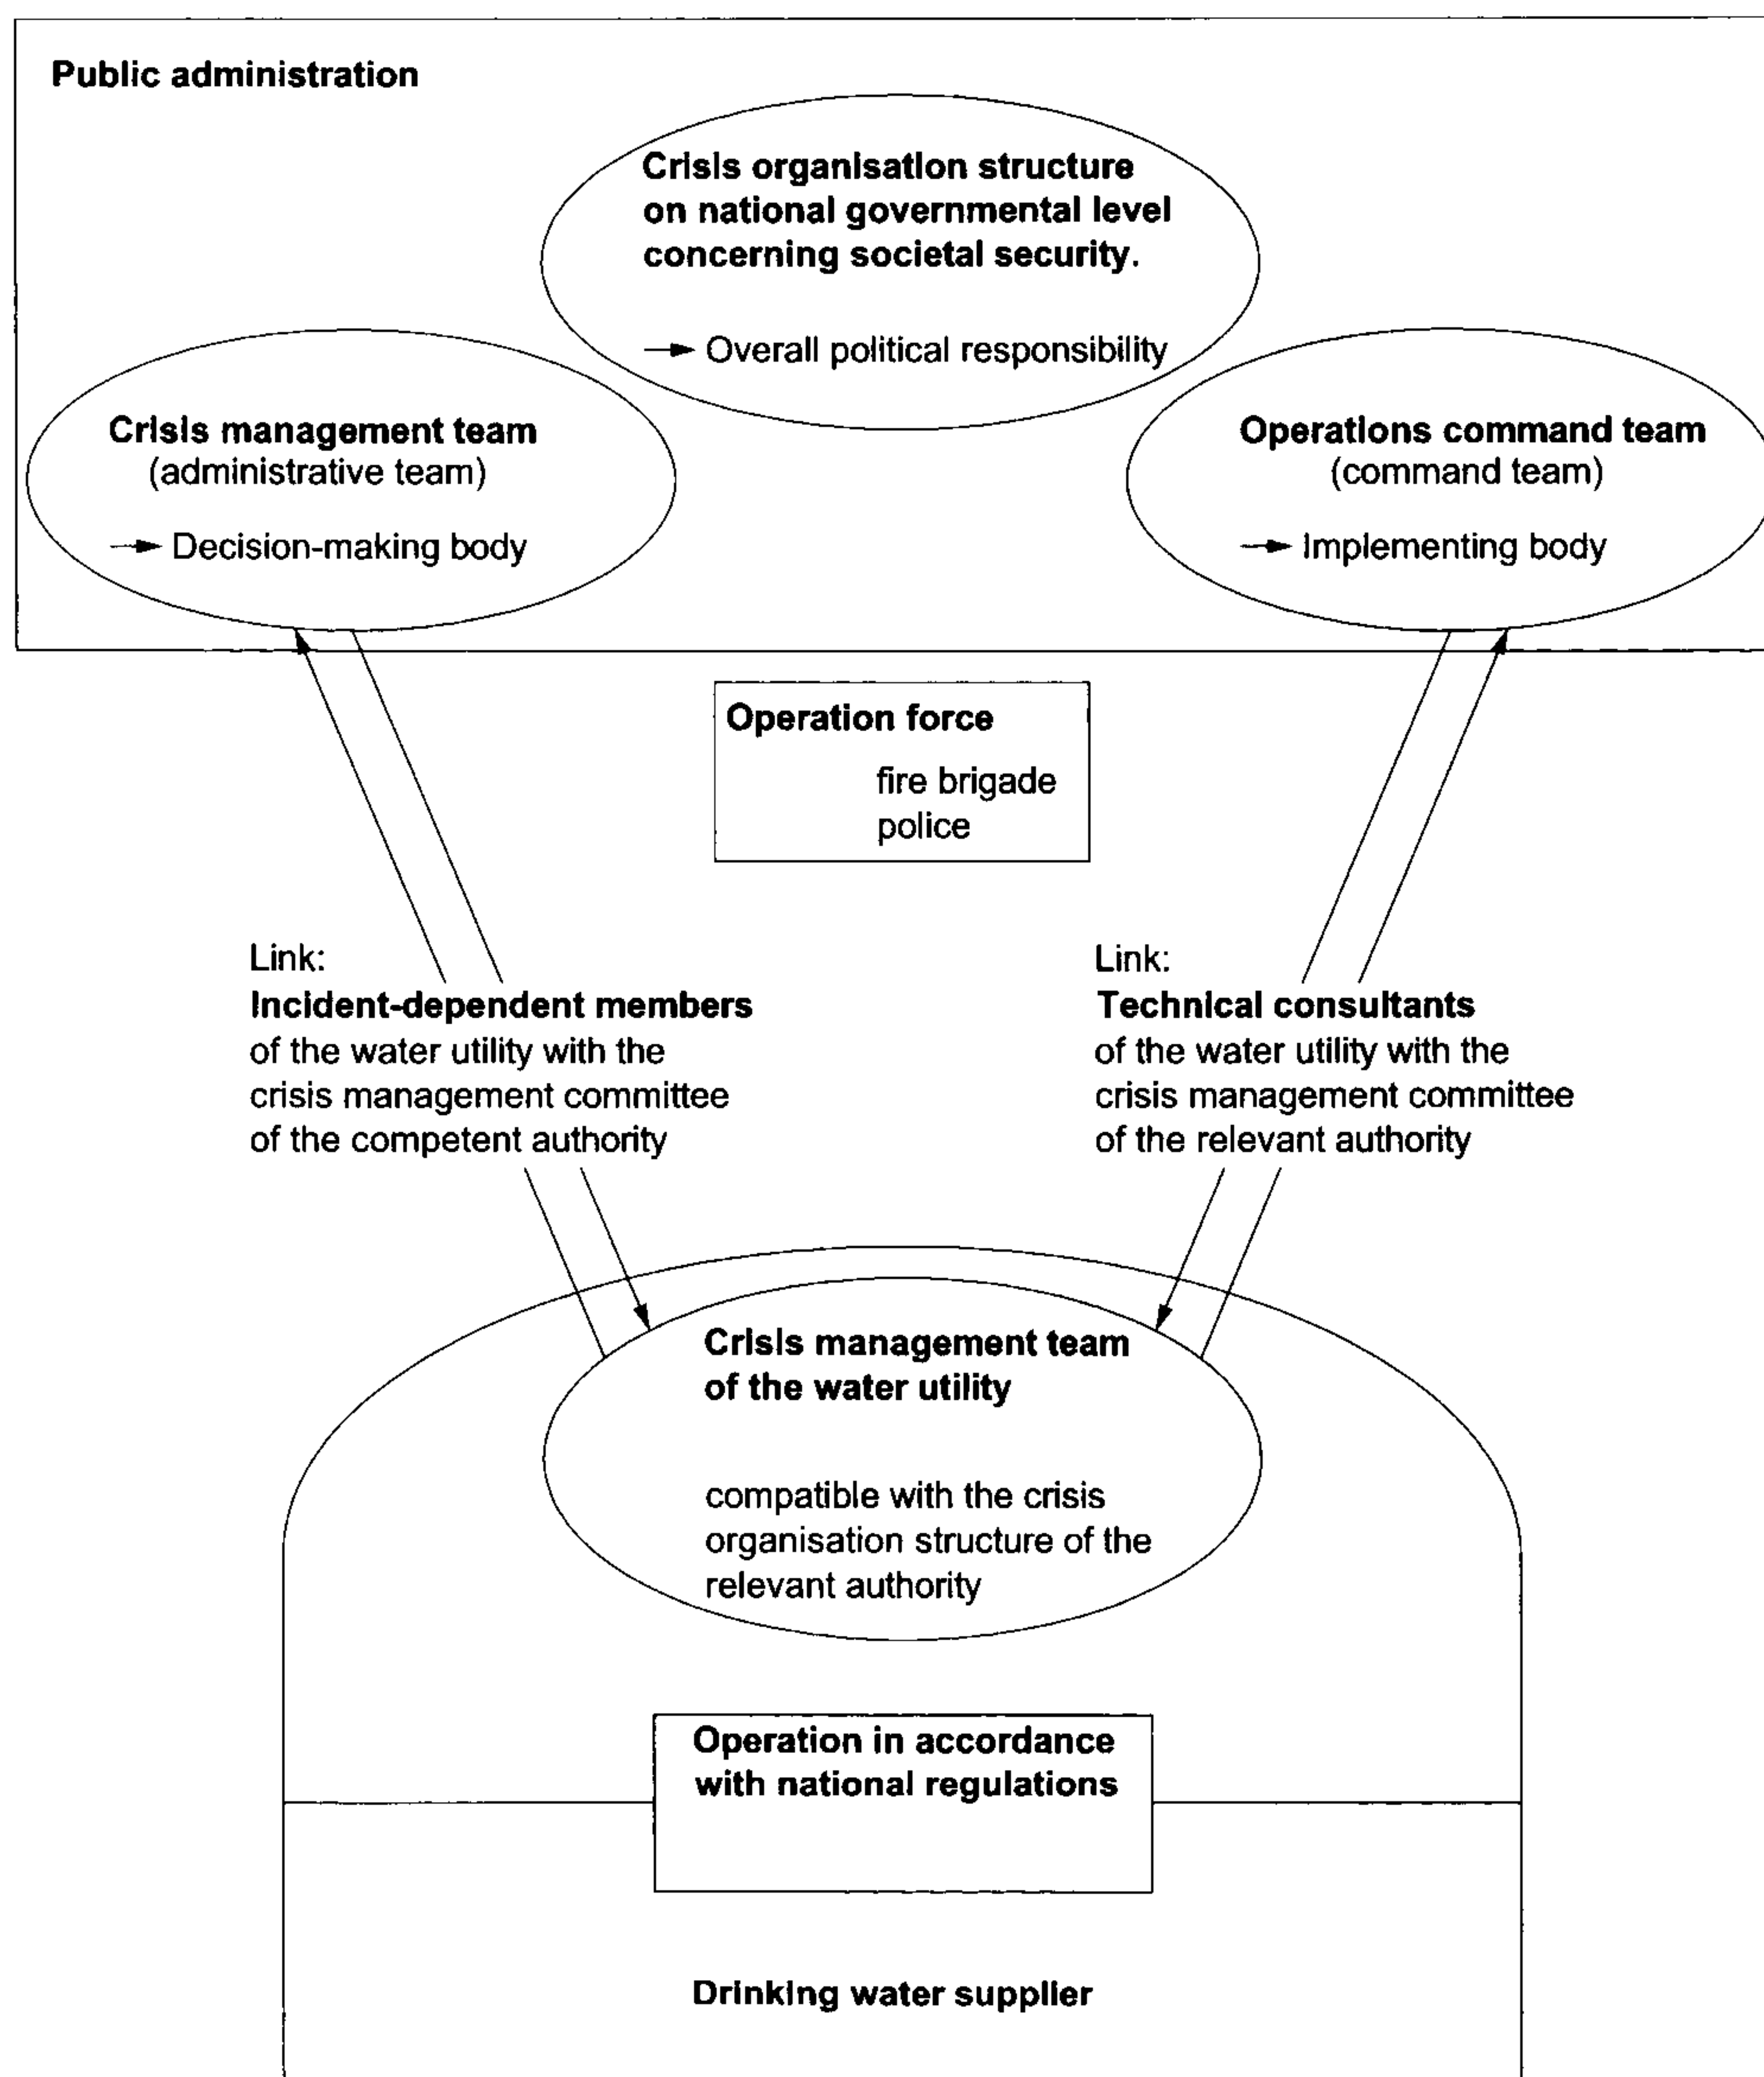 Public administration
Crisis organisation structure
on national governmental level
concerning societal security.
→ Overall political responsibility
Crisis management team
(administrative team)
→ Decision-making body
Operations command team
(command team)
→ Implementing body
Operation force
fire brigade
police
Link:
Incident-dependent members
of the water utility with the
crisis management committee
of the competent authority
Link:
Technical consultants
of the water utility with the
crisis management committee
of the relevant authority
Crisis management team
of the water utility
compatible with the crisis
organisation structure of the
relevant authority
Operation in accordance
with national regulations
Drinking water supplier